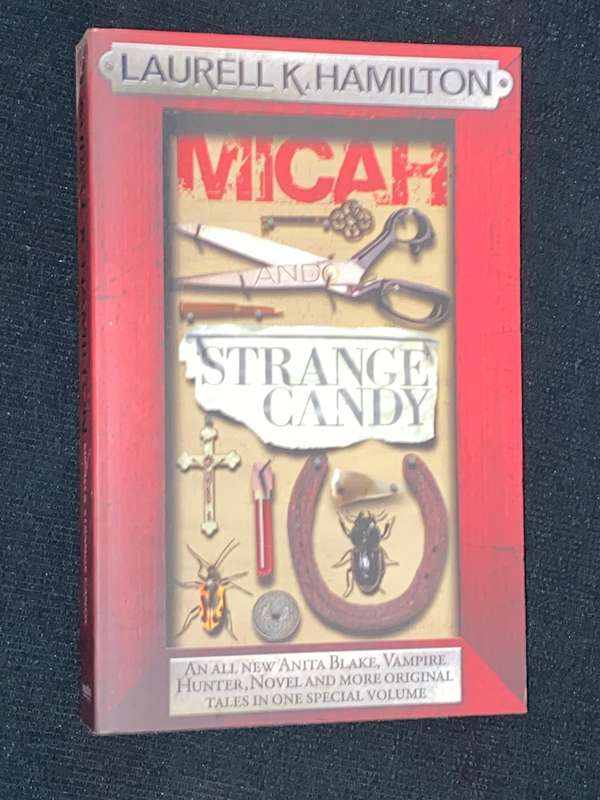 LAURELL K. HAMILTON
MICAH
AND
STRANGE
CANDY
AN ALL NEW ANITA BLAKE, VAMPIRE
HUNTER, NOVEL AND MORE ORIGINAL
TALES IN ONE SPECIAL VOLUME